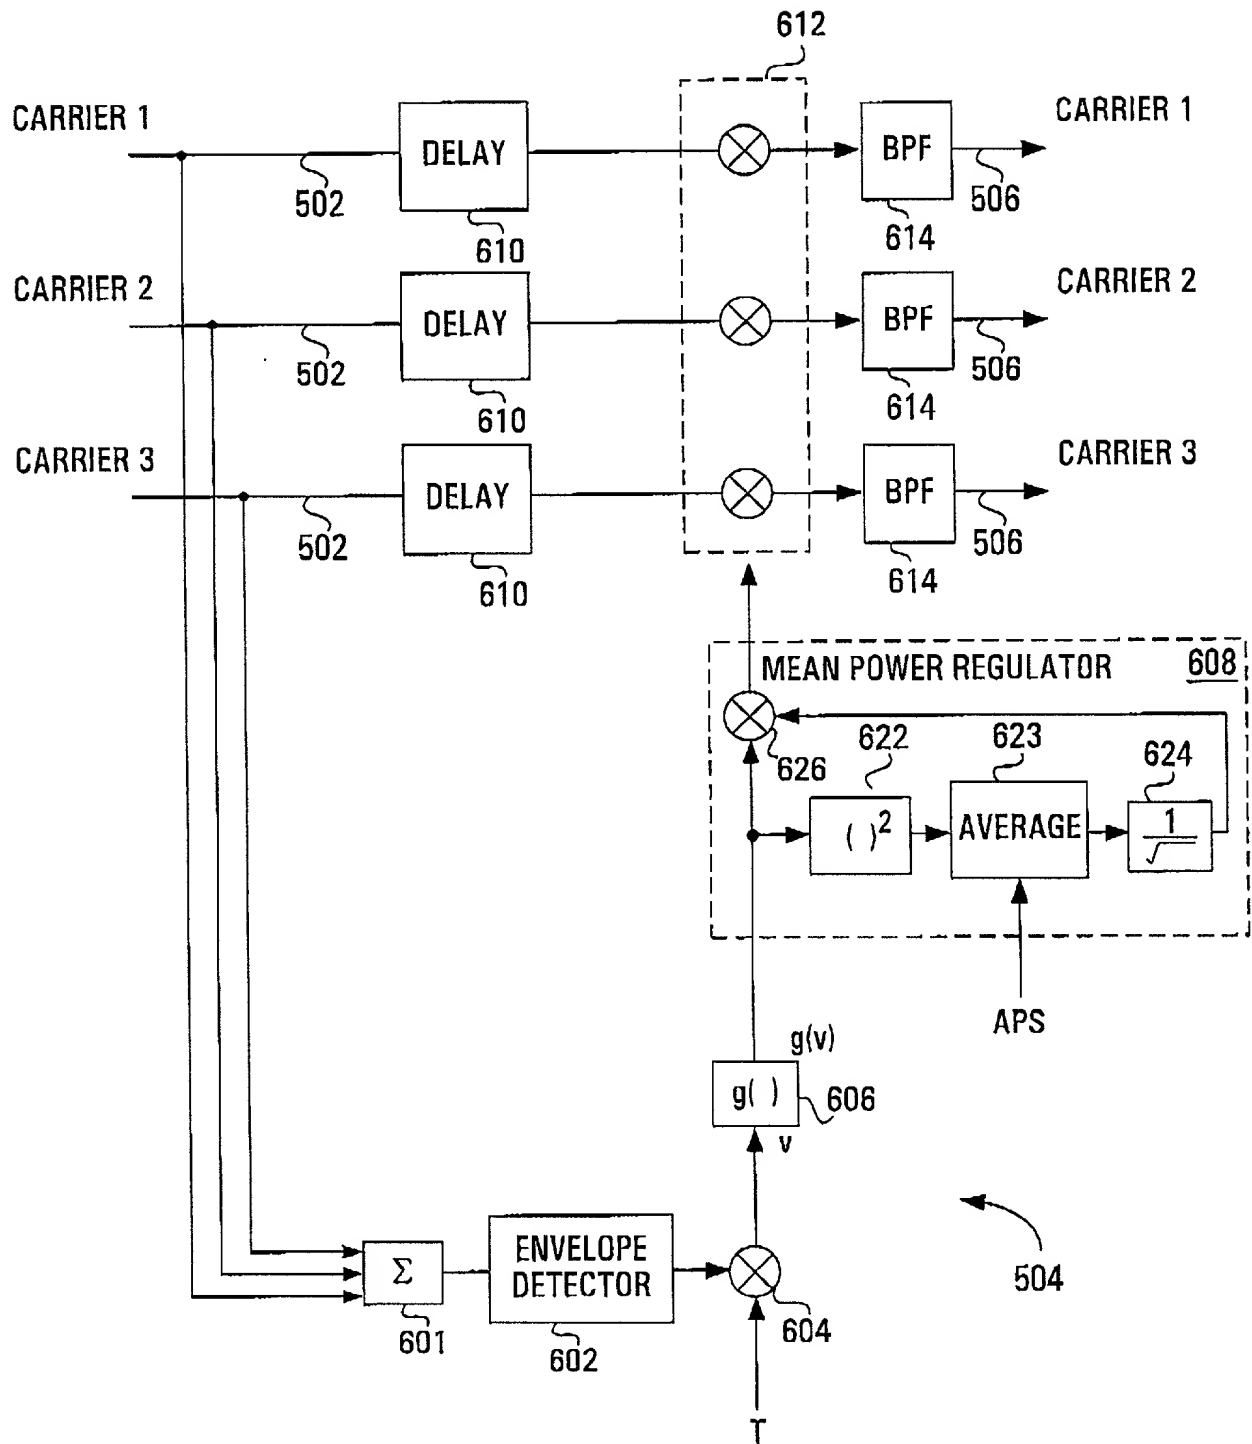 612
CARRIER 1
DELAY
BPF
CARRIER 1
502
610
614
506
CARRIER 2
DELAY
BPF
CARRIER 2
502
610
614
506
CARRIER 3
DELAY
BPF
CARRIER 3
502
610
614
506
MEAN POWER REGULATOR
608
626
622
623
624
( )²
AVERAGE
1/√
APS
g(v)
g( )
606
v
Σ
ENVELOPE
DETECTOR
601
602
604
504
T